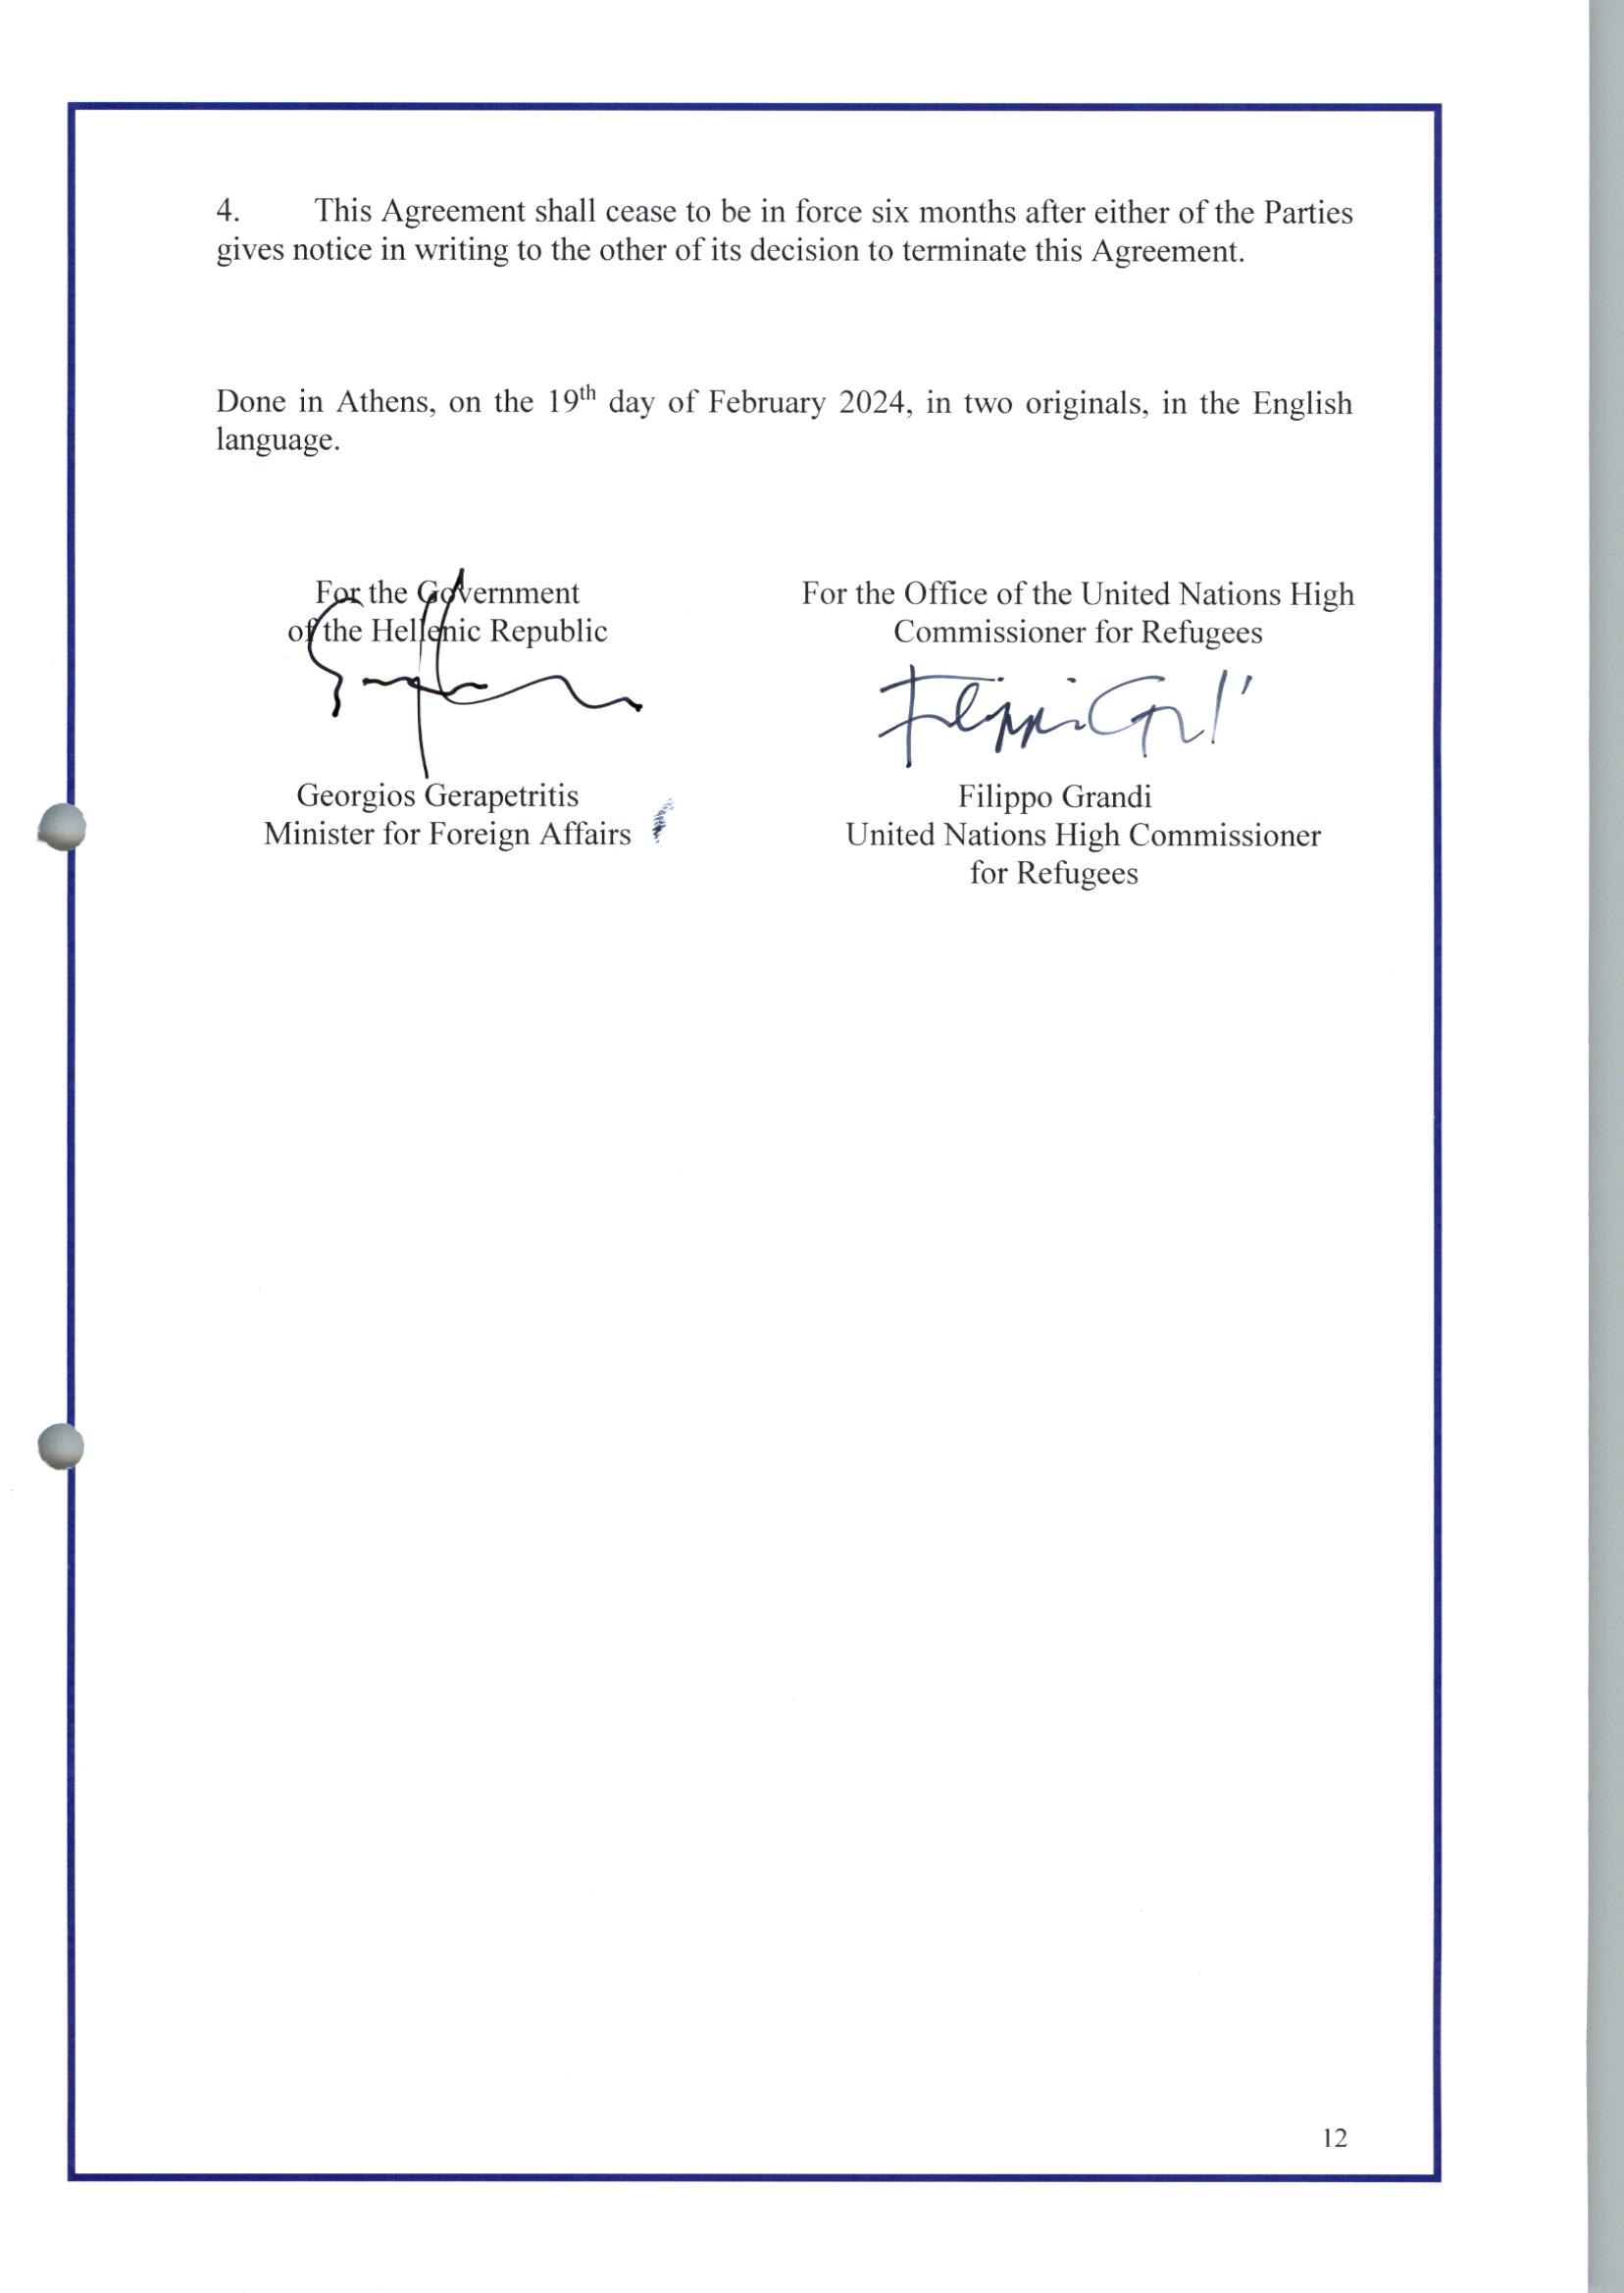 4. This Agreement shall cease to be in force six months after either of the Parties
gives notice in writing to the other of its decision to terminate this Agreement.
Done in Athens, on the 19th day of February 2024, in two originals, in the English
language.
For the Government
of the Hellenic Republic
Georgios Gerapetritis
Minister for Foreign Affairs
For the Office of the United Nations High
Commissioner for Refugees
Filippo Grandi
United Nations High Commissioner
for Refugees
12